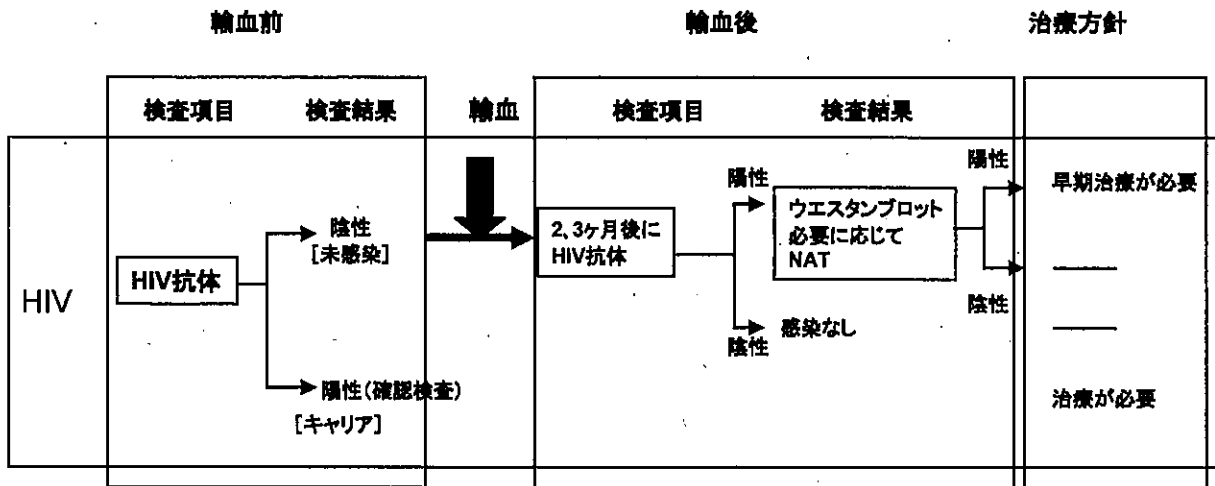 輸血前
輸血後
治療方針
検査項目
検査結果
輸血
検査項目
検査結果
HIV
HIV抗体
陰性
[未感染]
陽性(確認検査)
[キャリア]
2、3ヶ月後に
HIV抗体
陽性
陰性
ウエスタンブロット
必要に応じて
NAT
感染なし
陽性
陰性
早期治療が必要
治療が必要